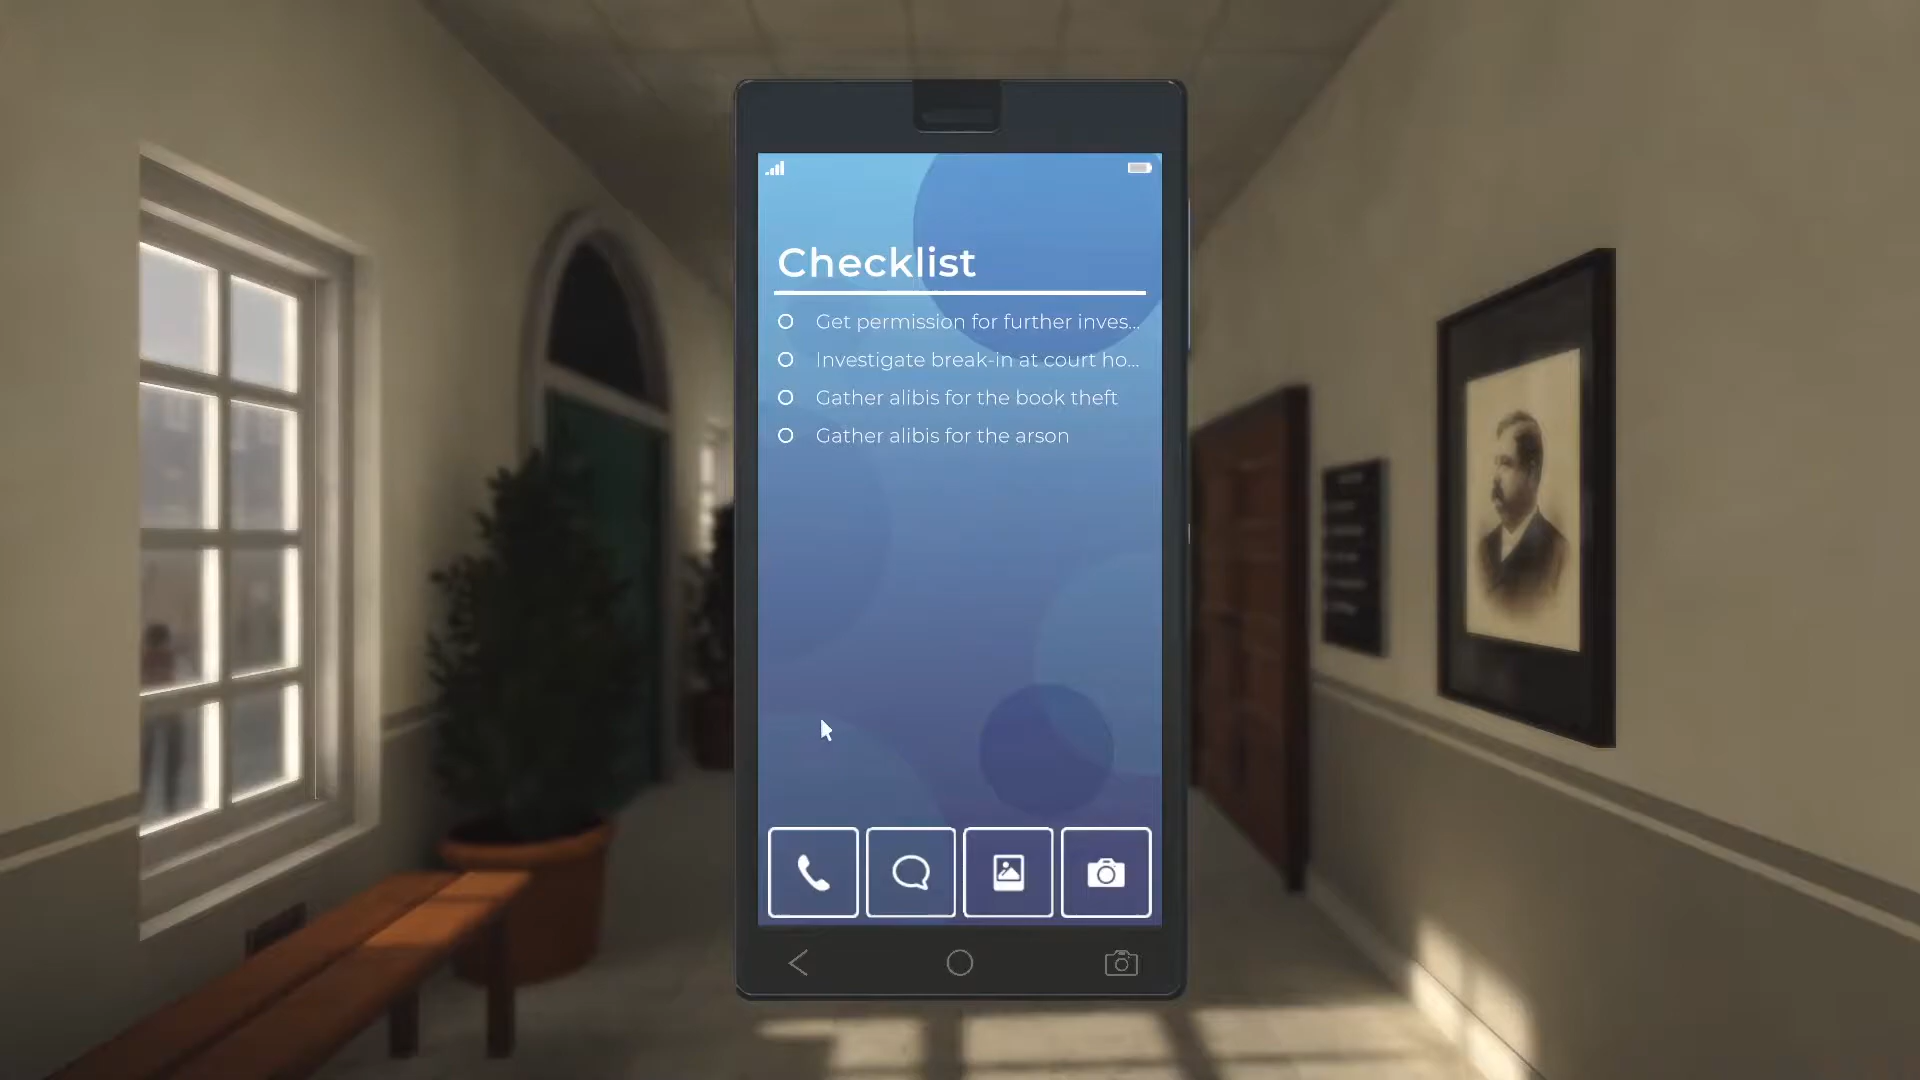 Checklist
Get permission for further inves...
Investigate break-in at court ho...
Gather alibis for the book theft
Gather alibis for the arson